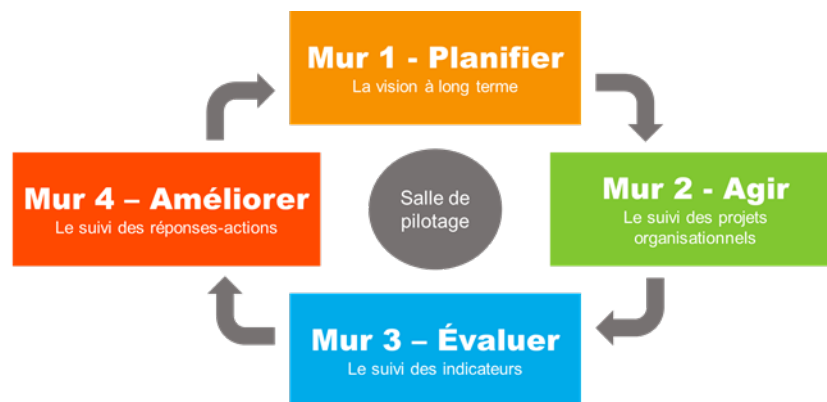 Mur 1 - Planifier
La vision à long terme
Mur 4 – Améliorer
Le suivi des réponses-actions
Salle de
pilotage
Mur 2 - Agir
Le suivi des projets
organisationnels
Mur 3 – Évaluer
Le suivi des indicateurs